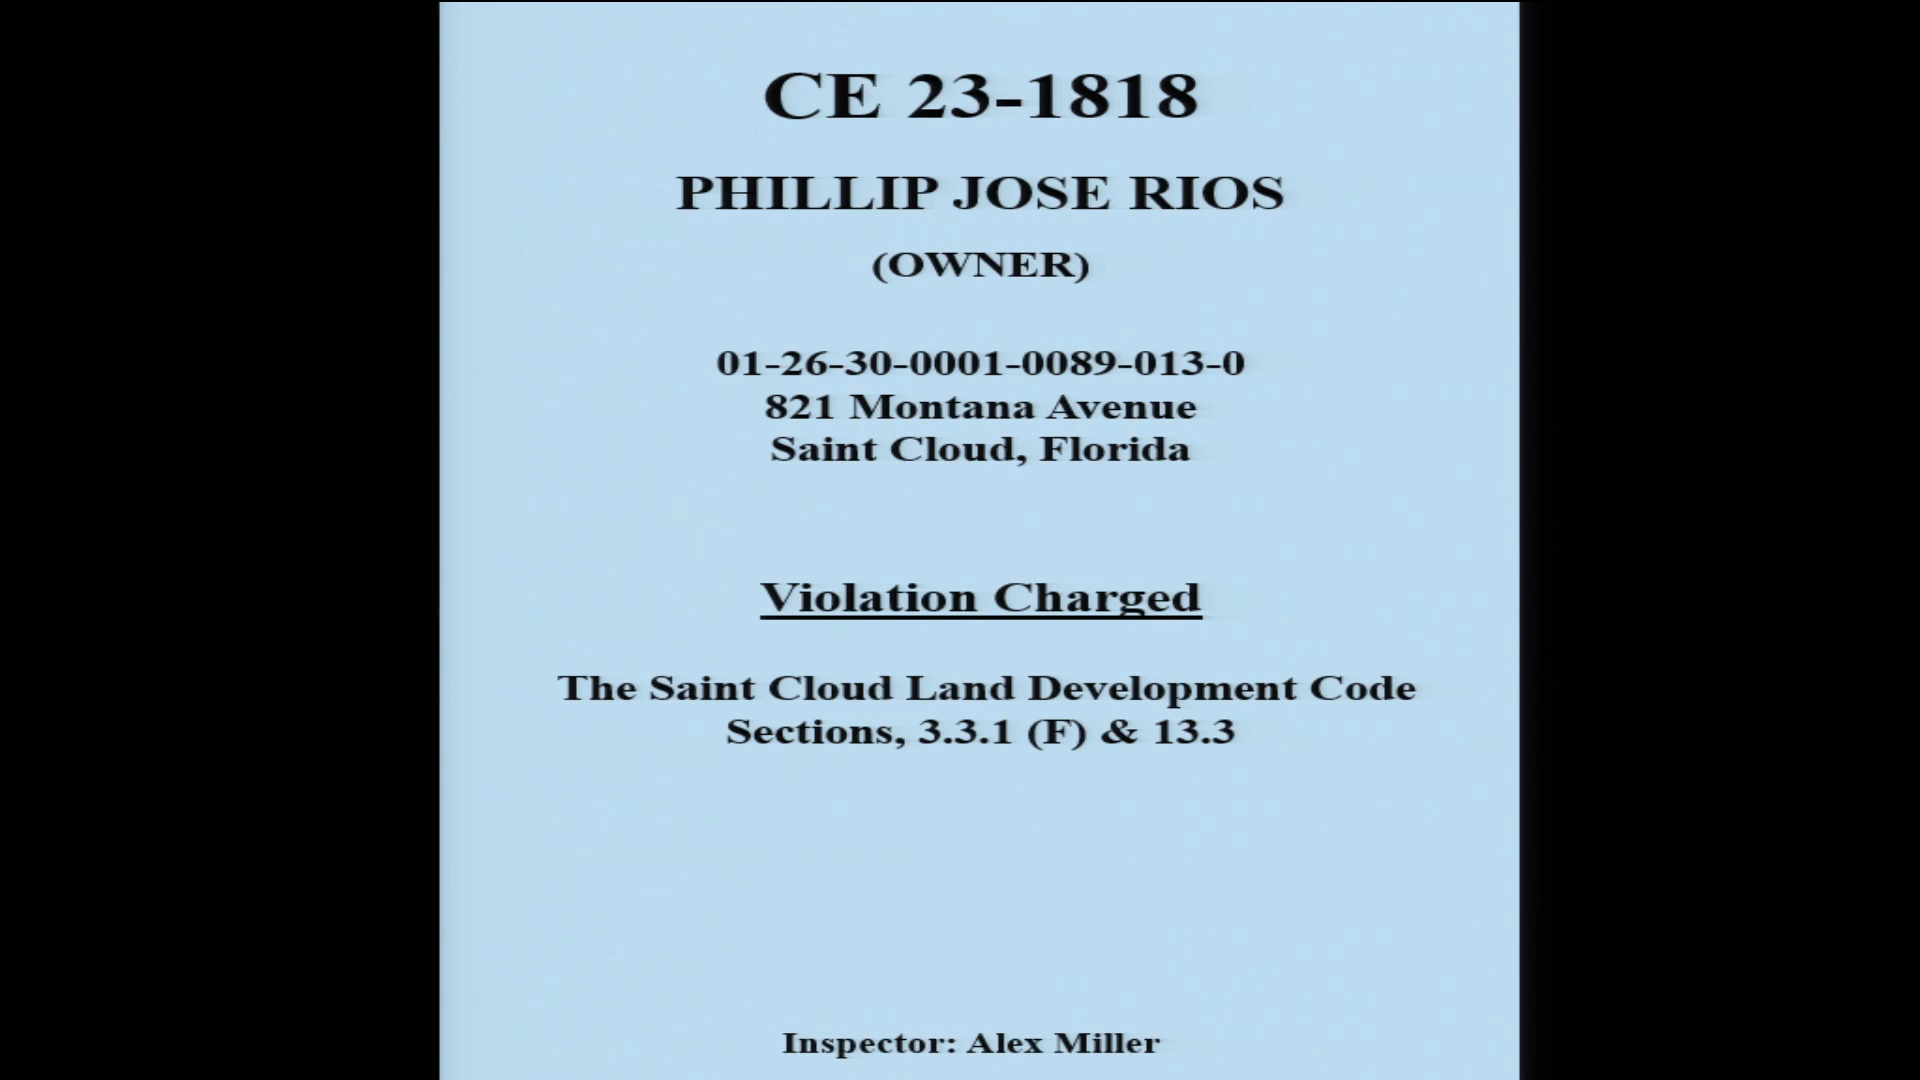 CE 23-1818
PHILLIP JOSE RIOS
(OWNER)
01-26-30-0001-0089-013-0
821 Montana Avenue
Saint Cloud, Florida
Violation Charged
The Saint Cloud Land Development Code
Sections, 3.3.1 (F) & 13.3
Inspector: Alex Miller